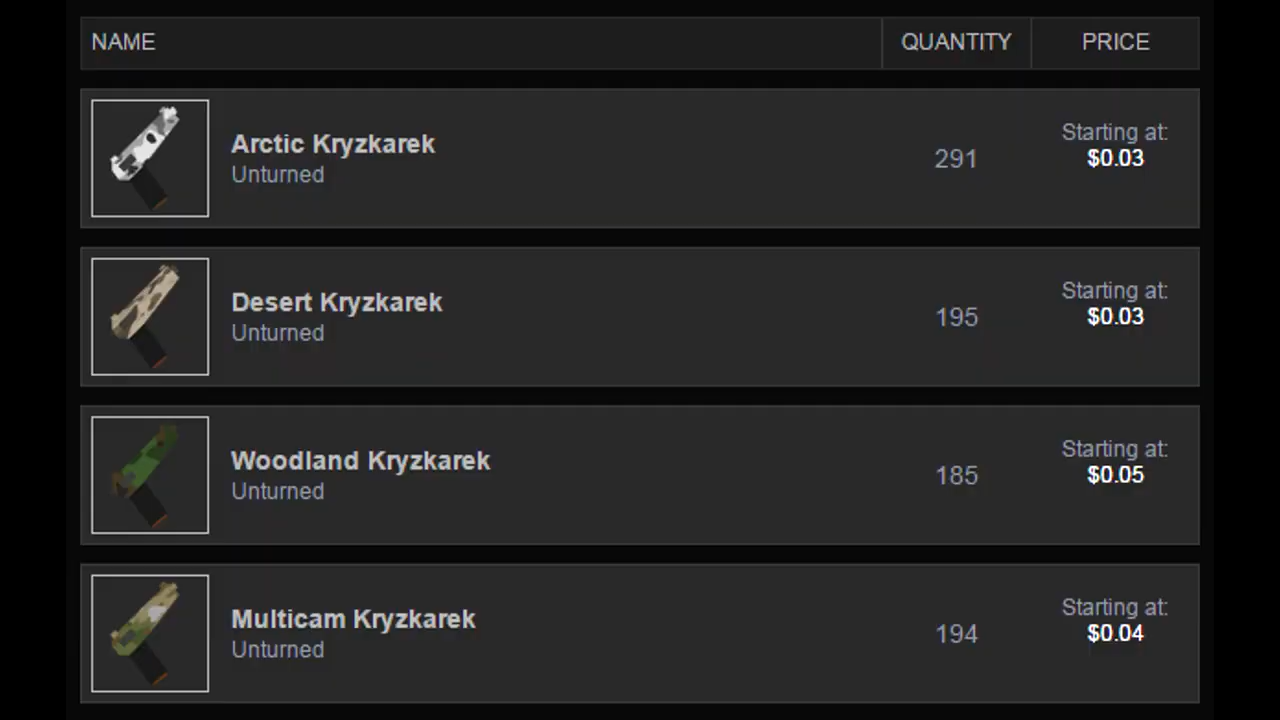 NAME QUANTITY PRICE
Arctic Kryzkarek
Unturned
291
Starting at:
$0.03
Desert Kryzkarek
Unturned
195
Starting at:
$0.03
Woodland Kryzkarek
Unturned
185
Starting at:
$0.05
Multicam Kryzkarek
Unturned
194
Starting at:
$0.04